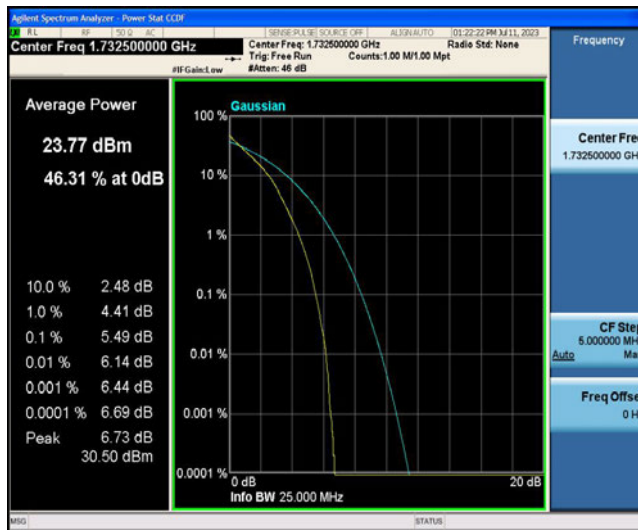 Agilent Spectrum Analyzer - Power Stat CCDF
RL RF 50 Ω AC SENSE:PULSE SOURCE OFF ALIGN AUTO 01:22:22 PM Jul 11, 2023
Center Freq 1.732500000 GHz
Center Freq: 1.732500000 GHz Radio Std: None
Trig: Free Run Counts:1.00 M/1.00 Mpt
#IFGain:Low #Atten: 46 dB
Frequency
Average Power
23.77 dBm
46.31 % at 0dB
10.0 % 2.48 dB
1.0 % 4.41 dB
0.1 % 5.49 dB
0.01 % 6.14 dB
0.001 % 6.44 dB
0.0001 % 6.69 dB
Peak 6.73 dB
30.50 dBm
Gaussian
100 %
10 %
1 %
0.1 %
0.01 %
0.001 %
0.0001 %
0 dB 20 dB
Info BW 25.000 MHz
Center Fre
1.732500000 GH
CF Ste
5.000000 MH
Auto Ma
Freq Offse
0 H
MSG STATUS